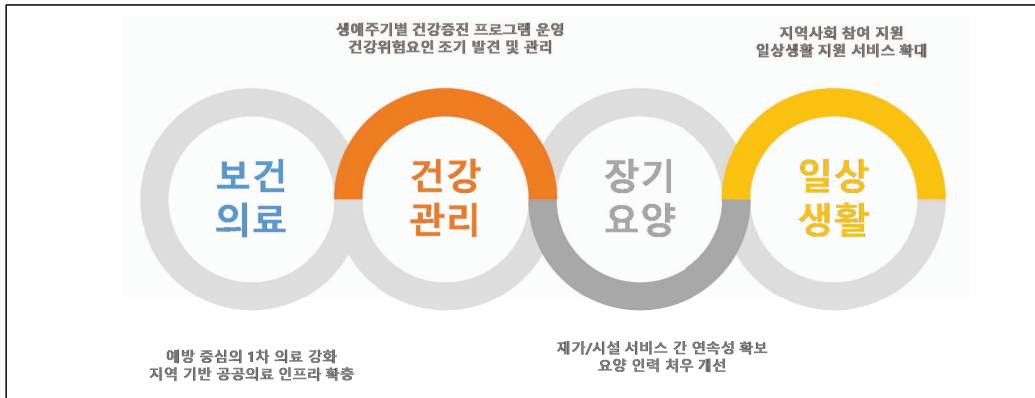 생애주기별 건강증진 프로그램 운영
건강위험요인 조기 발견 및 관리
지역사회 참여 지원
일상생활 지원 서비스 확대
보건
의료
건강
관리
장기
요양
일상
생활
예방 중심의 1차 의료 강화
지역 기반 공공의료 인프라 확충
재가/시설 서비스 간 연속성 확보
요양 인력 처우 개선